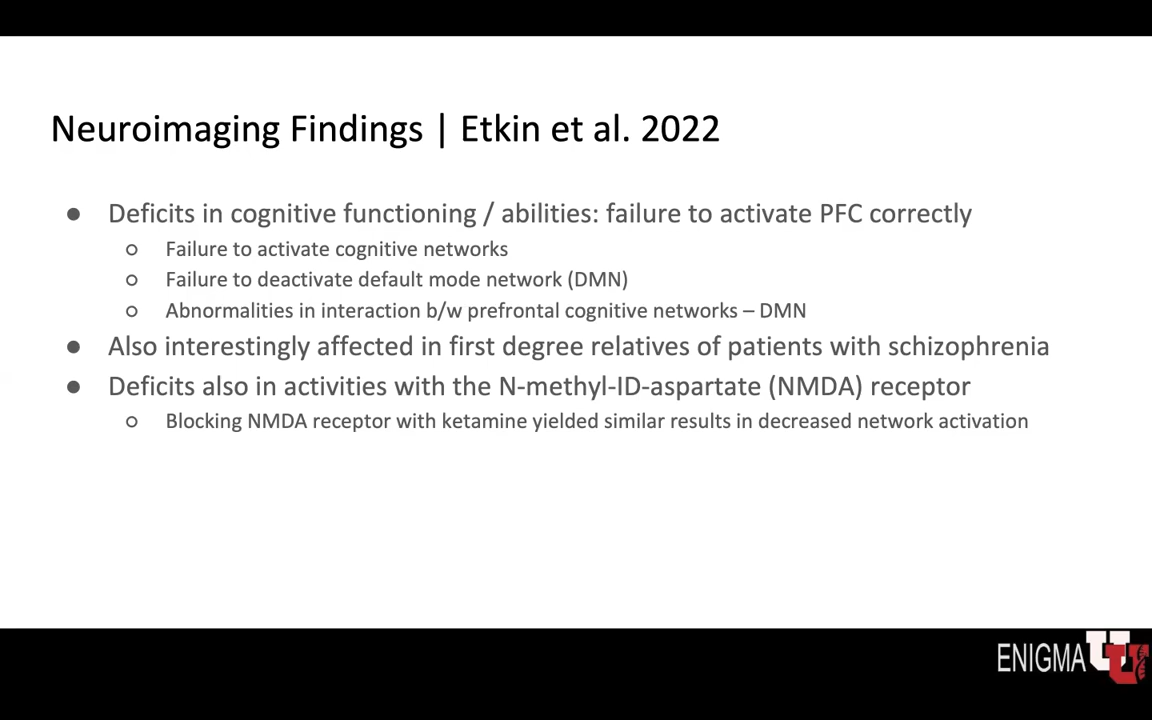 Neuroimaging Findings | Etkin et al. 2022
● Deficits in cognitive functioning / abilities: failure to activate PFC correctly
○ Failure to activate cognitive networks
○ Failure to deactivate default mode network (DMN)
○ Abnormalities in interaction b/w prefrontal cognitive networks – DMN
● Also interestingly affected in first degree relatives of patients with schizophrenia
● Deficits also in activities with the N-methyl-ID-aspartate (NMDA) receptor
○ Blocking NMDA receptor with ketamine yielded similar results in decreased network activation
ENIGMA U U